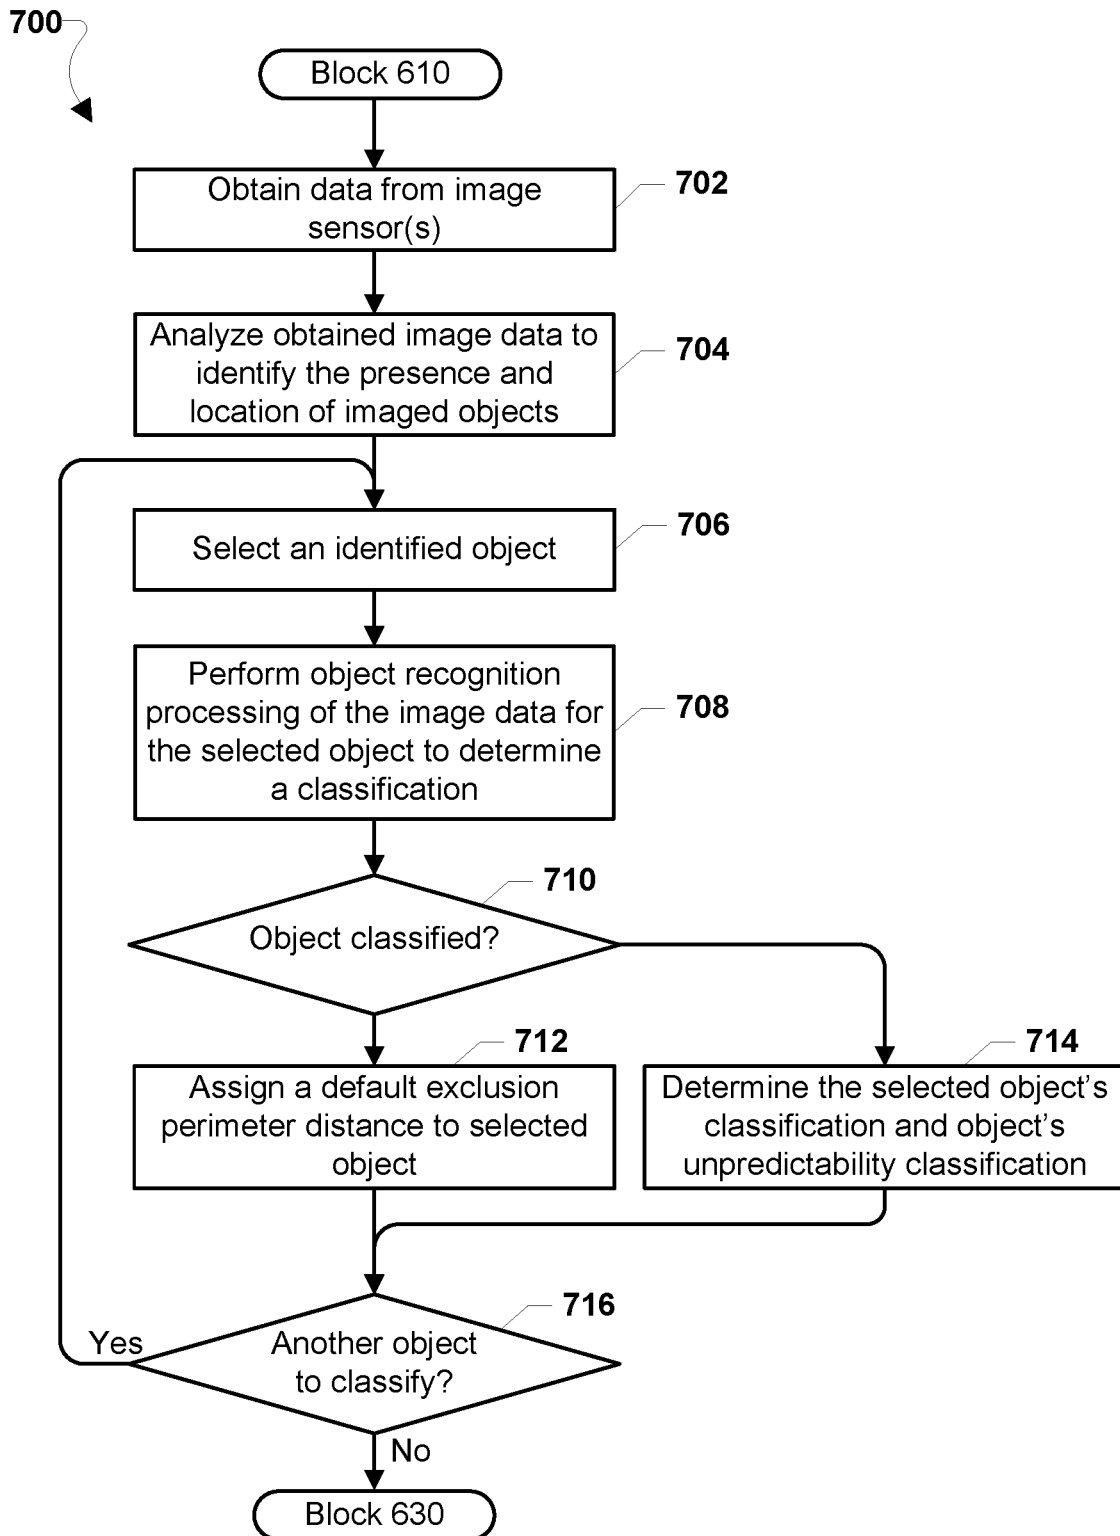 700
Block 610
Obtain data from image
sensor(s)
702
Analyze obtained image data to
identify the presence and
location of imaged objects
704
Select an identified object
706
Perform object recognition
processing of the image data for
the selected object to determine
a classification
708
710
Object classified?
712
Assign a default exclusion
perimeter distance to selected
object
714
Determine the selected object’s
classification and object’s
unpredictability classification
716
Another object
to classify?
Yes
No
Block 630